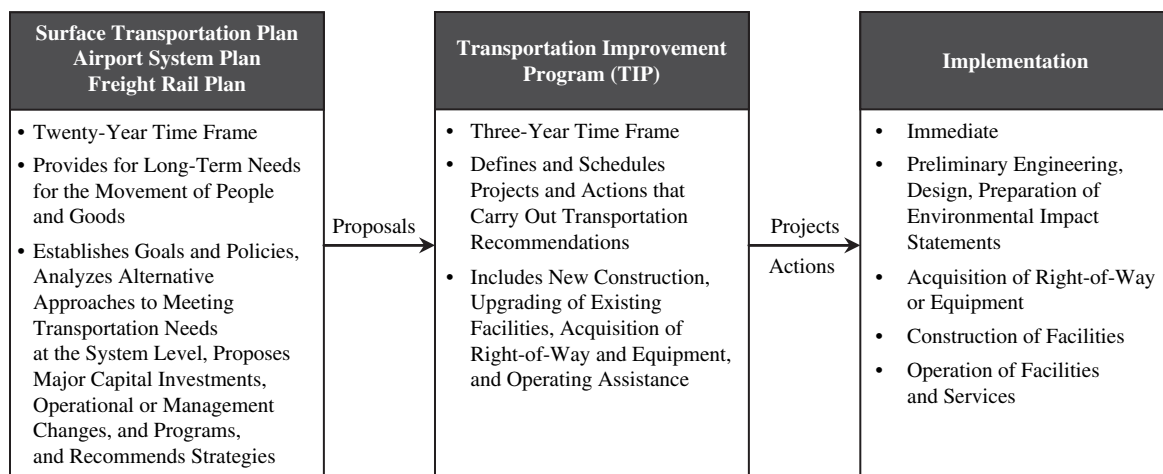 Surface Transportation Plan
Airport System Plan
Freight Rail Plan
• Twenty-Year Time Frame
• Provides for Long-Term Needs
for the Movement of People
and Goods
• Establishes Goals and Policies,
Analyzes Alternative
Approaches to Meeting
Transportation Needs
at the System Level, Proposes
Major Capital Investments,
Operational or Management
Changes, and Programs,
and Recommends Strategies
Proposals
Transportation Improvement
Program (TIP)
• Three-Year Time Frame
• Defines and Schedules
Projects and Actions that
Carry Out Transportation
Recommendations
• Includes New Construction,
Upgrading of Existing
Facilities, Acquisition of
Right-of-Way and Equipment,
and Operating Assistance
Projects
Actions
Implementation
• Immediate
• Preliminary Engineering,
Design, Preparation of
Environmental Impact
Statements
• Acquisition of Right-of-Way
or Equipment
• Construction of Facilities
• Operation of Facilities
and Services